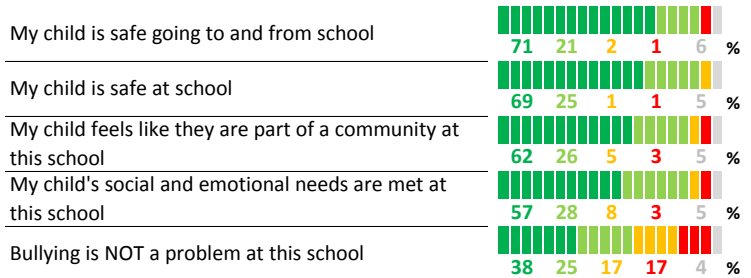 My child is safe going to and from school
71 21 2 1 6 %
My child is safe at school
69 25 1 1 5 %
My child feels like they are part of a community at
this school
62 26 5 3 5 %
My child's social and emotional needs are met at
this school
57 28 8 3 5 %
Bullying is NOT a problem at this school
38 25 17 17 4 %